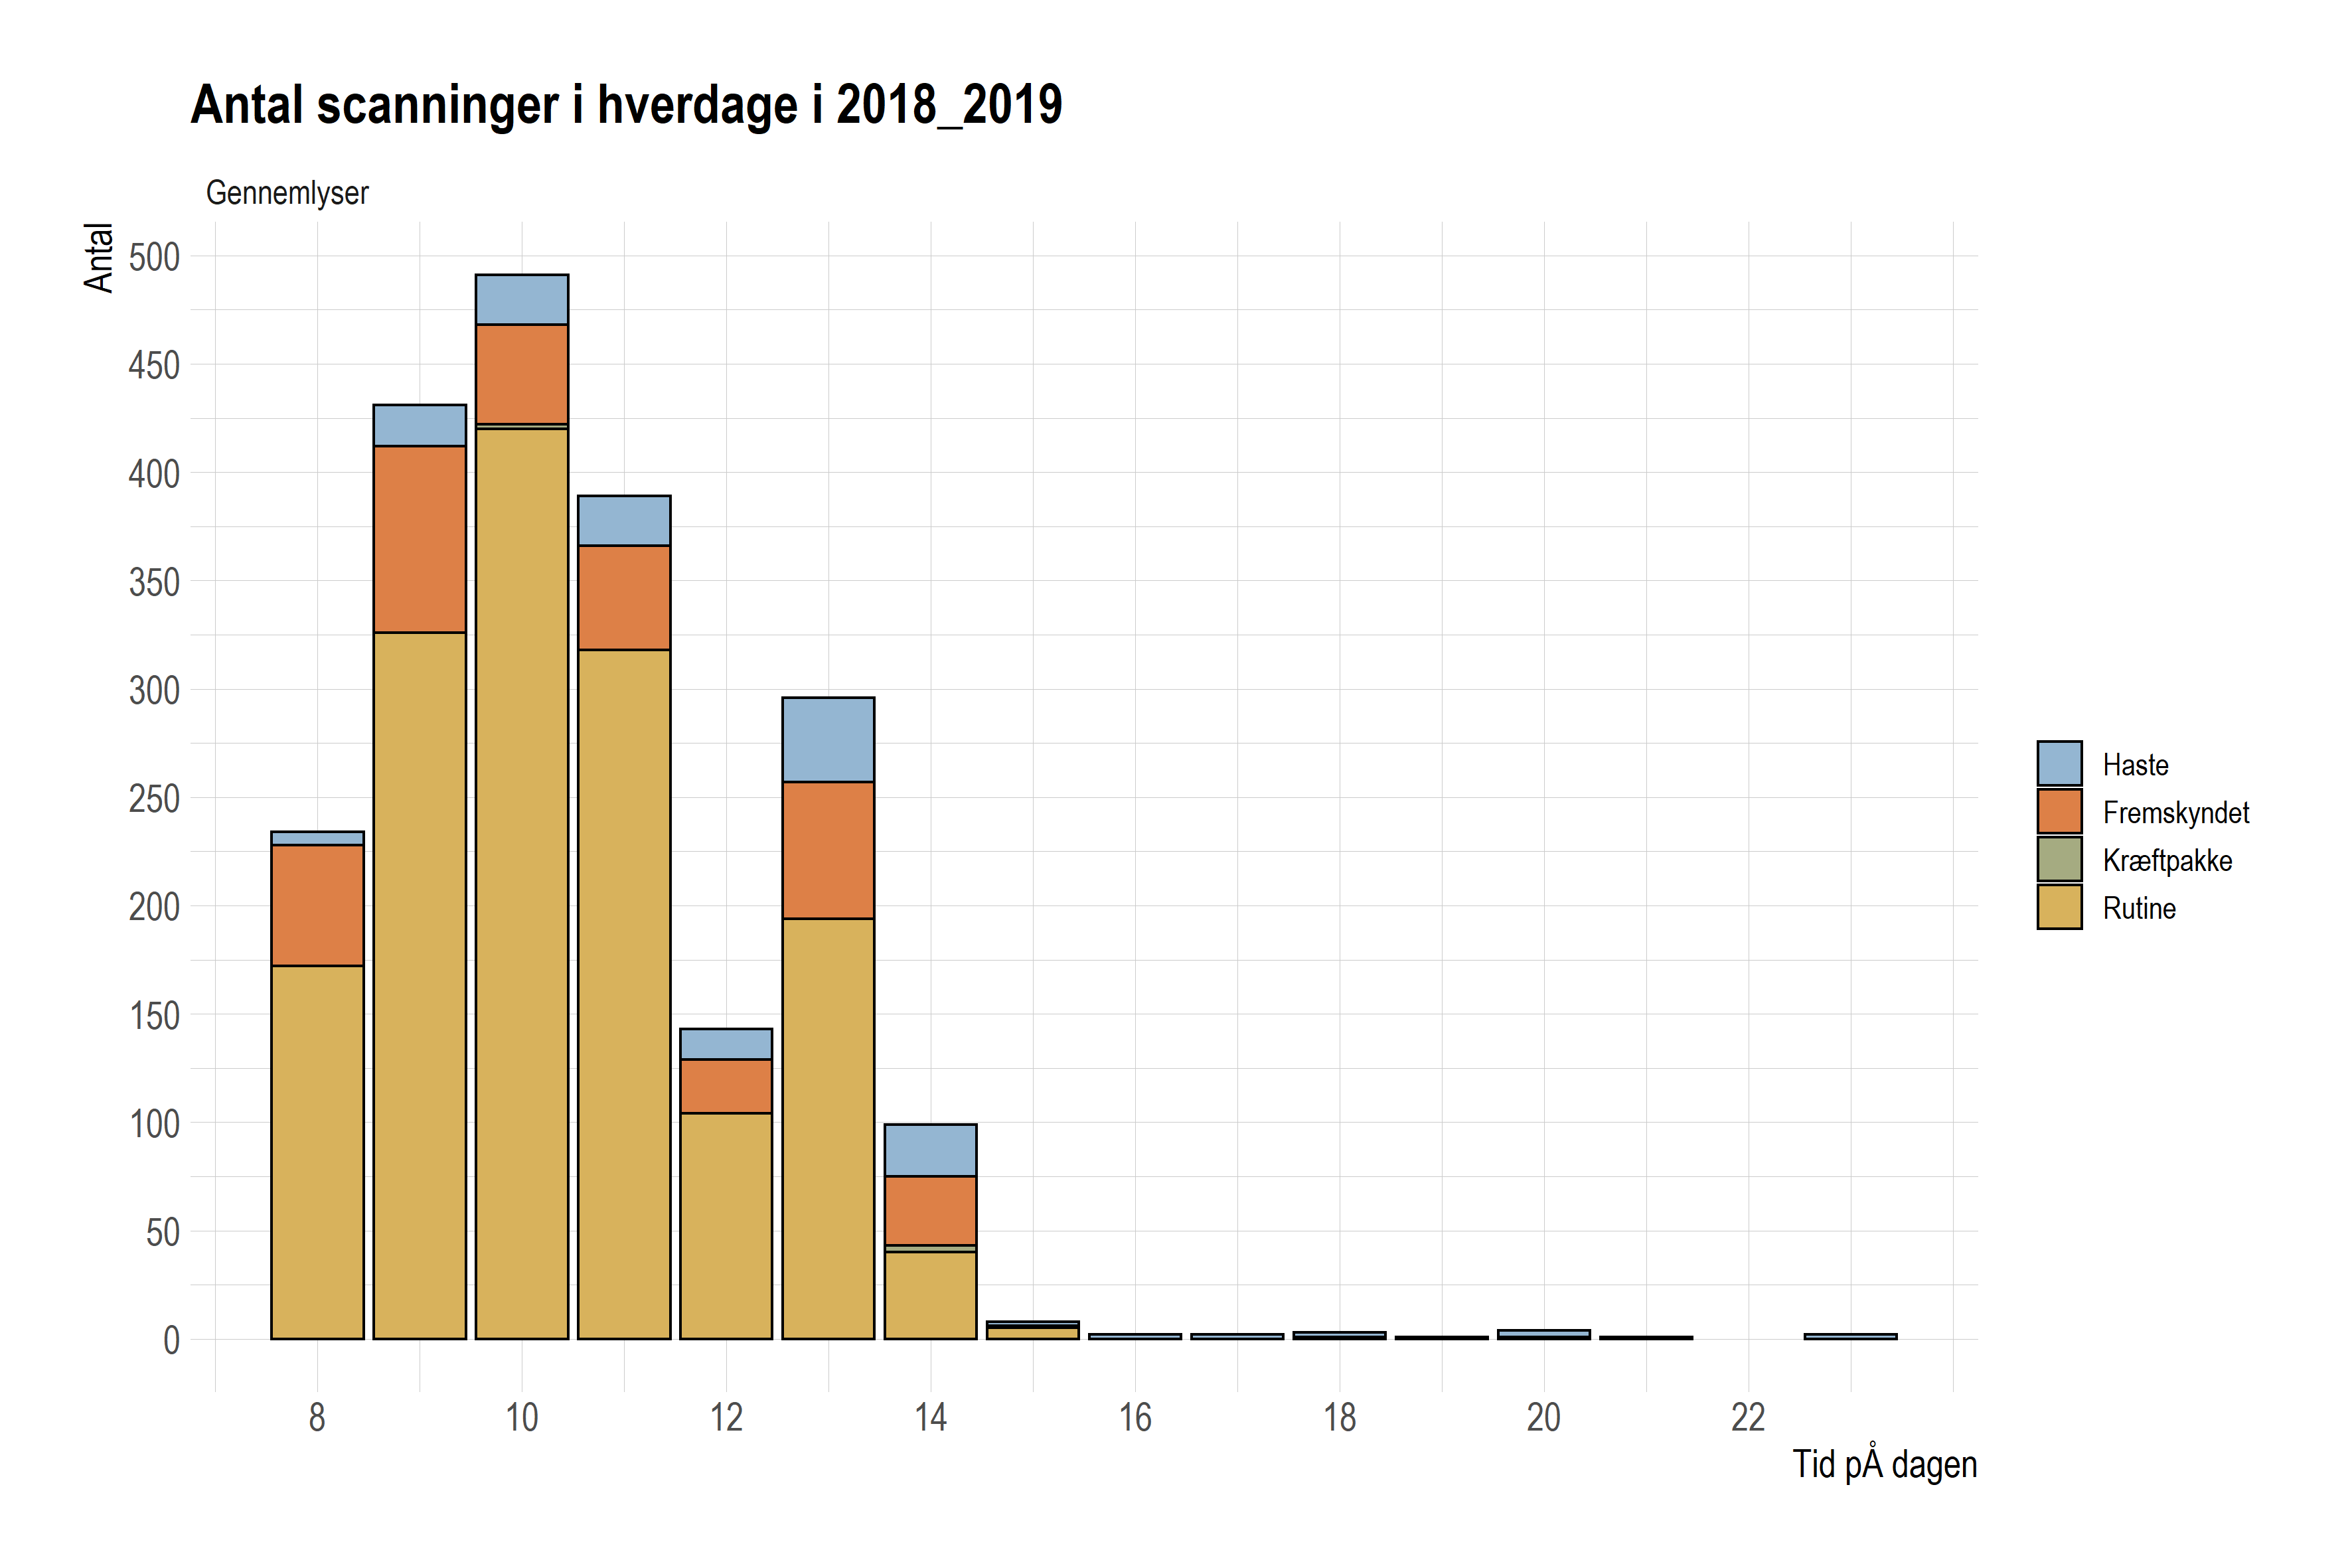 Antal scanninger i hverdage i 2018_2019
Gennemlyser
Antal
500
450
400
350
300
250
200
150
100
50
0
8 10 12 14 16 18 20 22
Tid pÅ dagen
Haste
Fremskyndet
Kræftpakke
Rutine